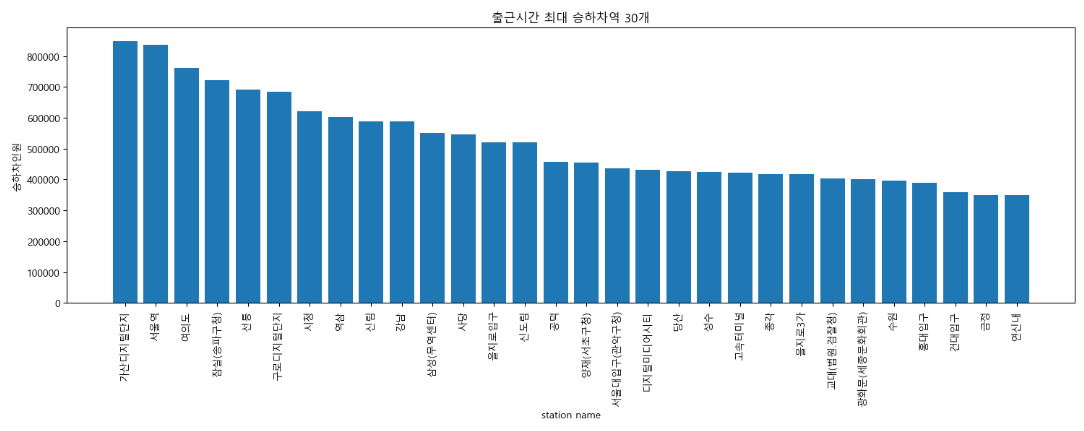 출근시간 최대 승하차역 30개
승하차인원
800000
700000
600000
500000
400000
300000
200000
100000
0
가산디지털단지
서울역
여의도
잠실(송파구청)
선릉
구로디지털단지
시청
역삼
신림
강남
삼성(무역센터)
사당
을지로입구
신도림
공덕
양재(서초구청)
서울대입구(관악구청)
디지털미디어시티
당산
성수
고속터미널
종각
을지로3가
교대(법원.검찰청)
광화문(세종문화회관)
수원
홍대입구
건대입구
금정
연신내
station name